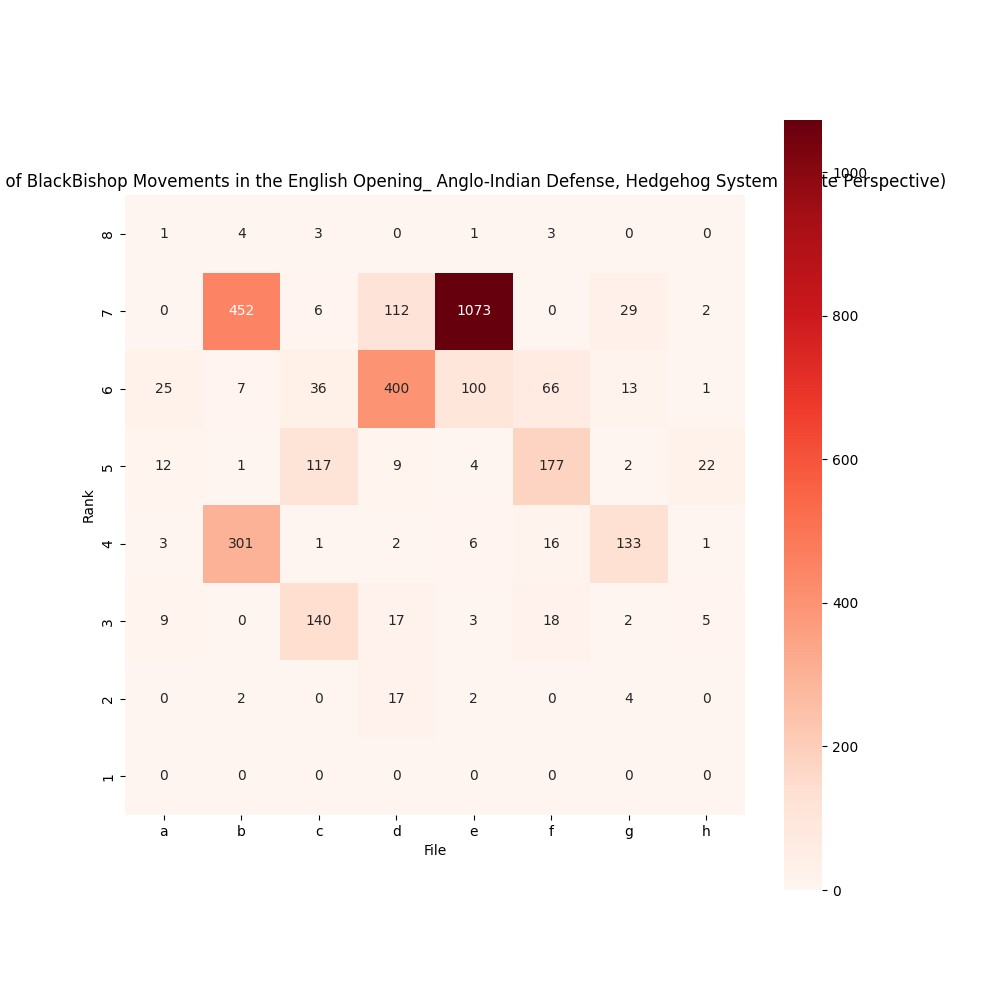 of BlackBishop Movements in the English Opening_ Anglo-Indian Defense, Hedgehog System Perspective)
1000
8 1 4 3 0 1 3 0 0
7 0 452 6 112 1073 0 29 2
800
6 25 7 36 400 100 66 13 1
5 12 1 117 9 4 177 2 22
600
Rank
4 3 301 1 2 6 16 133 1
400
3 9 0 140 17 3 18 2 5
2 0 2 0 17 2 0 4 0
200
1 0 0 0 0 0 0 0 0
a b c d e f g h
File
0